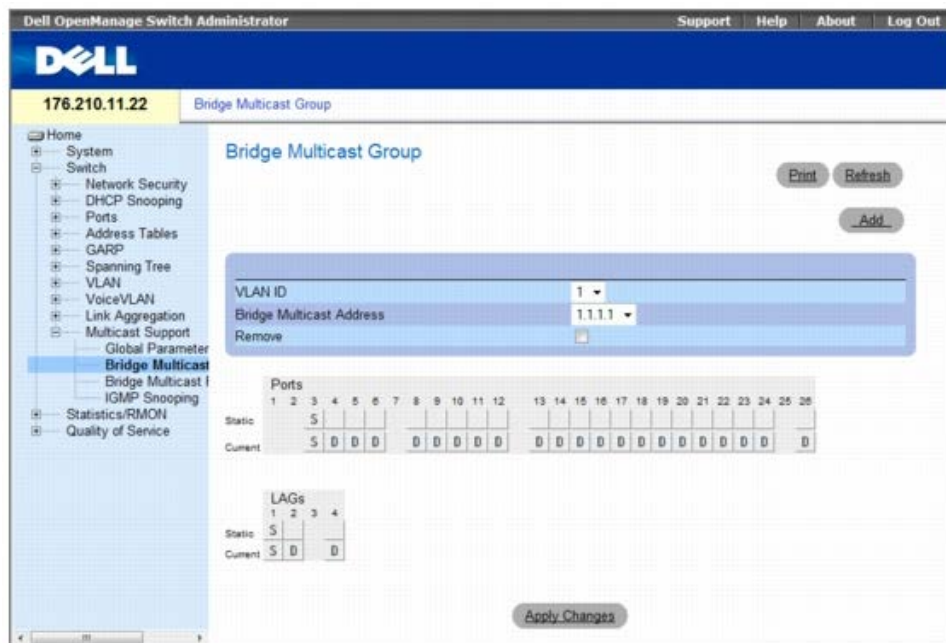 Dell OpenManage Switch Administrator Support Help About Log Out
DELL
176.210.11.22 Bridge Multicast Group
Home
System
Switch
Network Security
DHCP Snooping
Ports
Address Tables
GARP
Spanning Tree
VLAN
VoiceVLAN
Link Aggregation
Multicast Support
Global Parameter
Bridge Multicast
Bridge Multicast F
IGMP Snooping
Statistics/RMON
Quality of Service
Bridge Multicast Group
Print Refresh
Add
VLAN ID 1
Bridge Multicast Address 1.1.1.1
Remove
Ports
1 2 3 4 5 6 7 8 9 10 11 12 13 14 15 16 17 18 19 20 21 22 23 24 25 26
Static S
Current S D D D D D D D D D D D D D D D D D D D D D
LAGs
1 2 3 4
Static S
Current S D D
Apply Changes